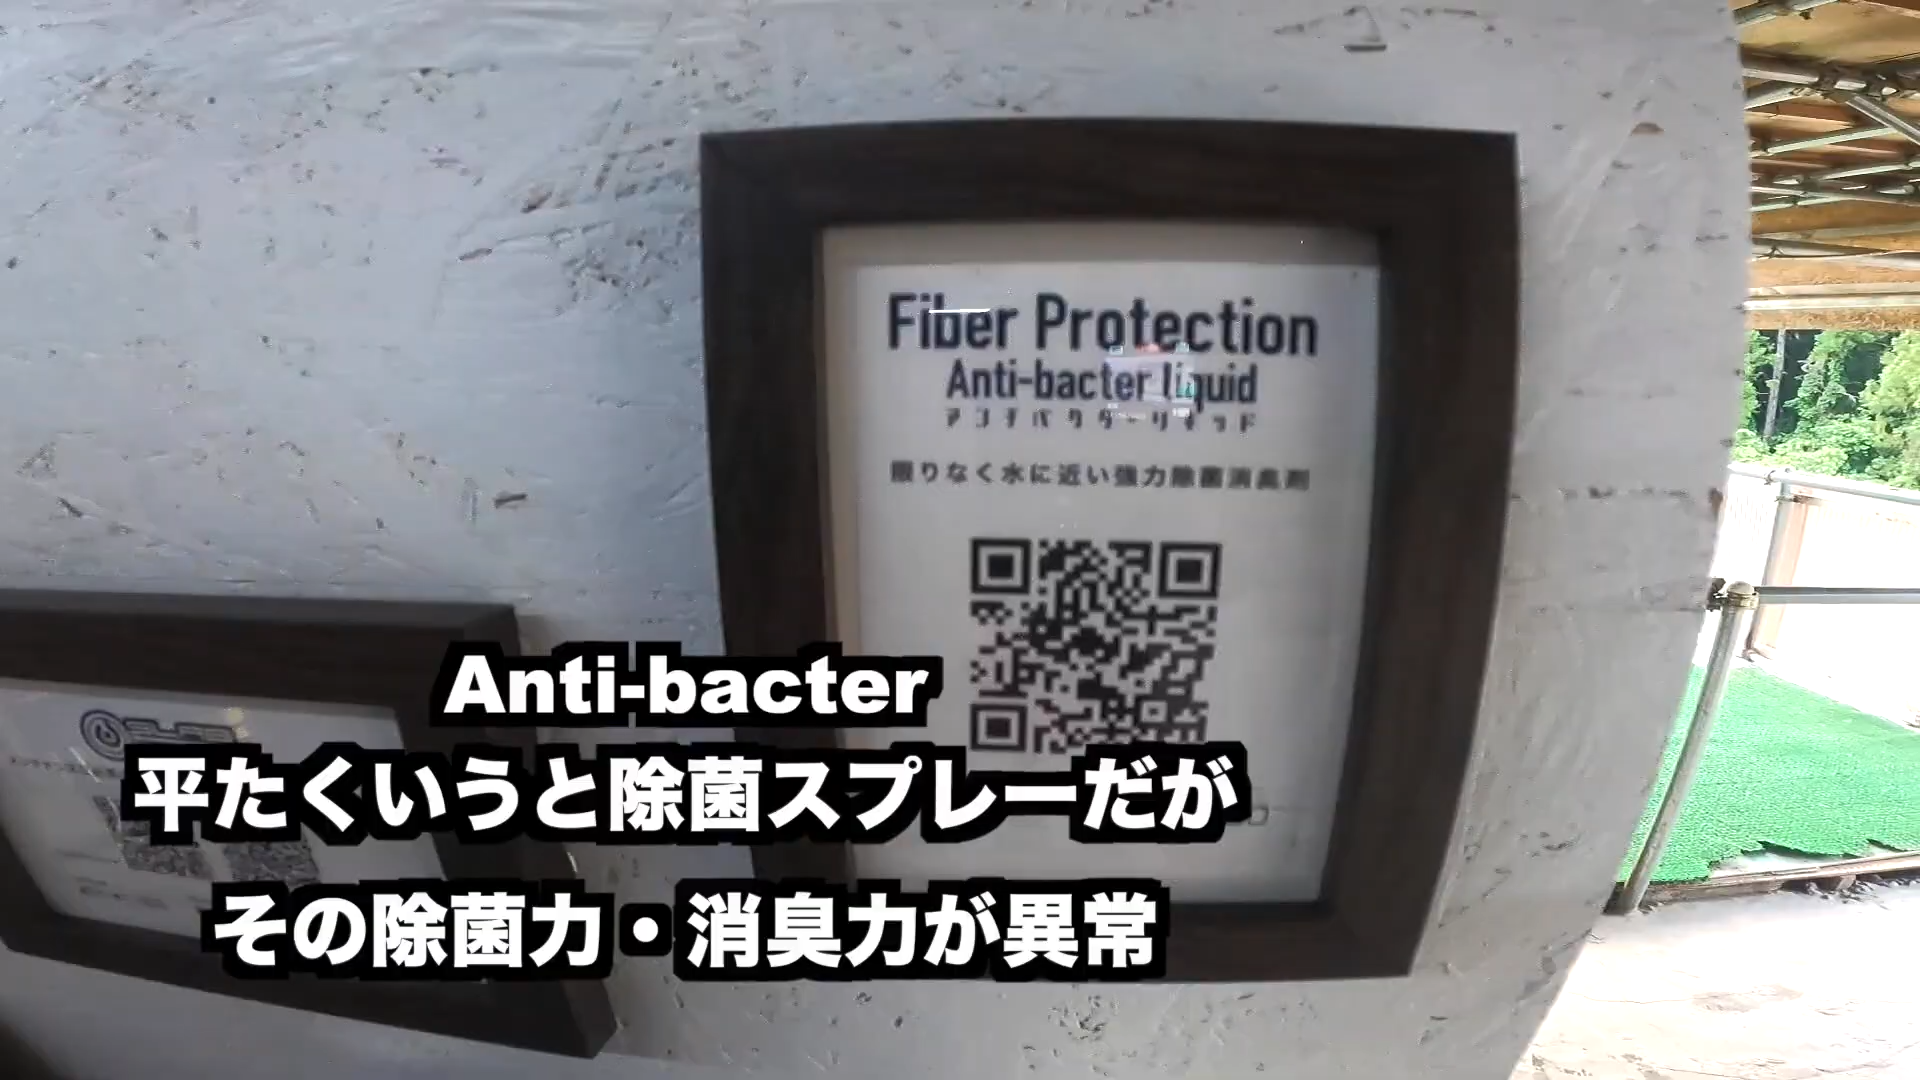 Fiber Protection
Anti-bacter liquid
アンチバクターリキッド
限りなく水に近い強力除菌消臭剤
Anti-bacter
平たくいうと除菌スプレーだが
その除菌力・消臭力が異常